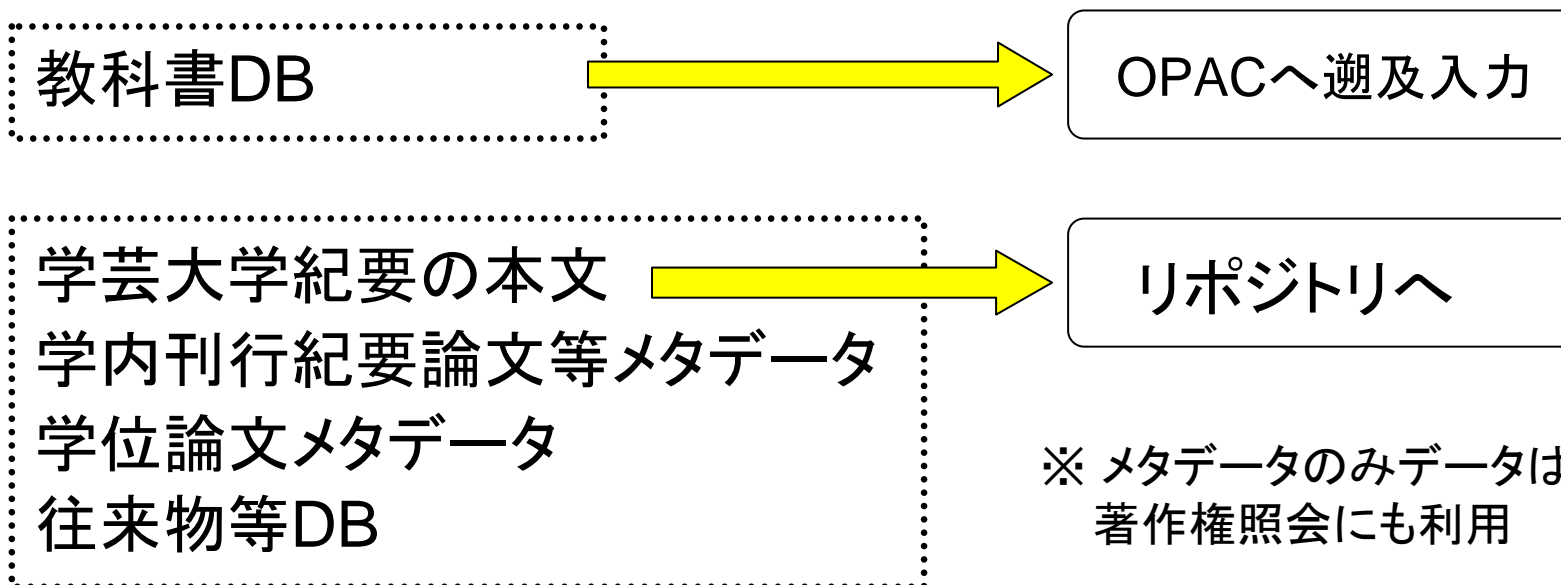 教科書DB
OPACへ遡及入力
学芸大学紀要の本文
学内刊行紀要論文等メタデータ
学位論文メタデータ
往来物等DB
リポジトリへ
※ メタデータのみデータは
著作権照会にも利用